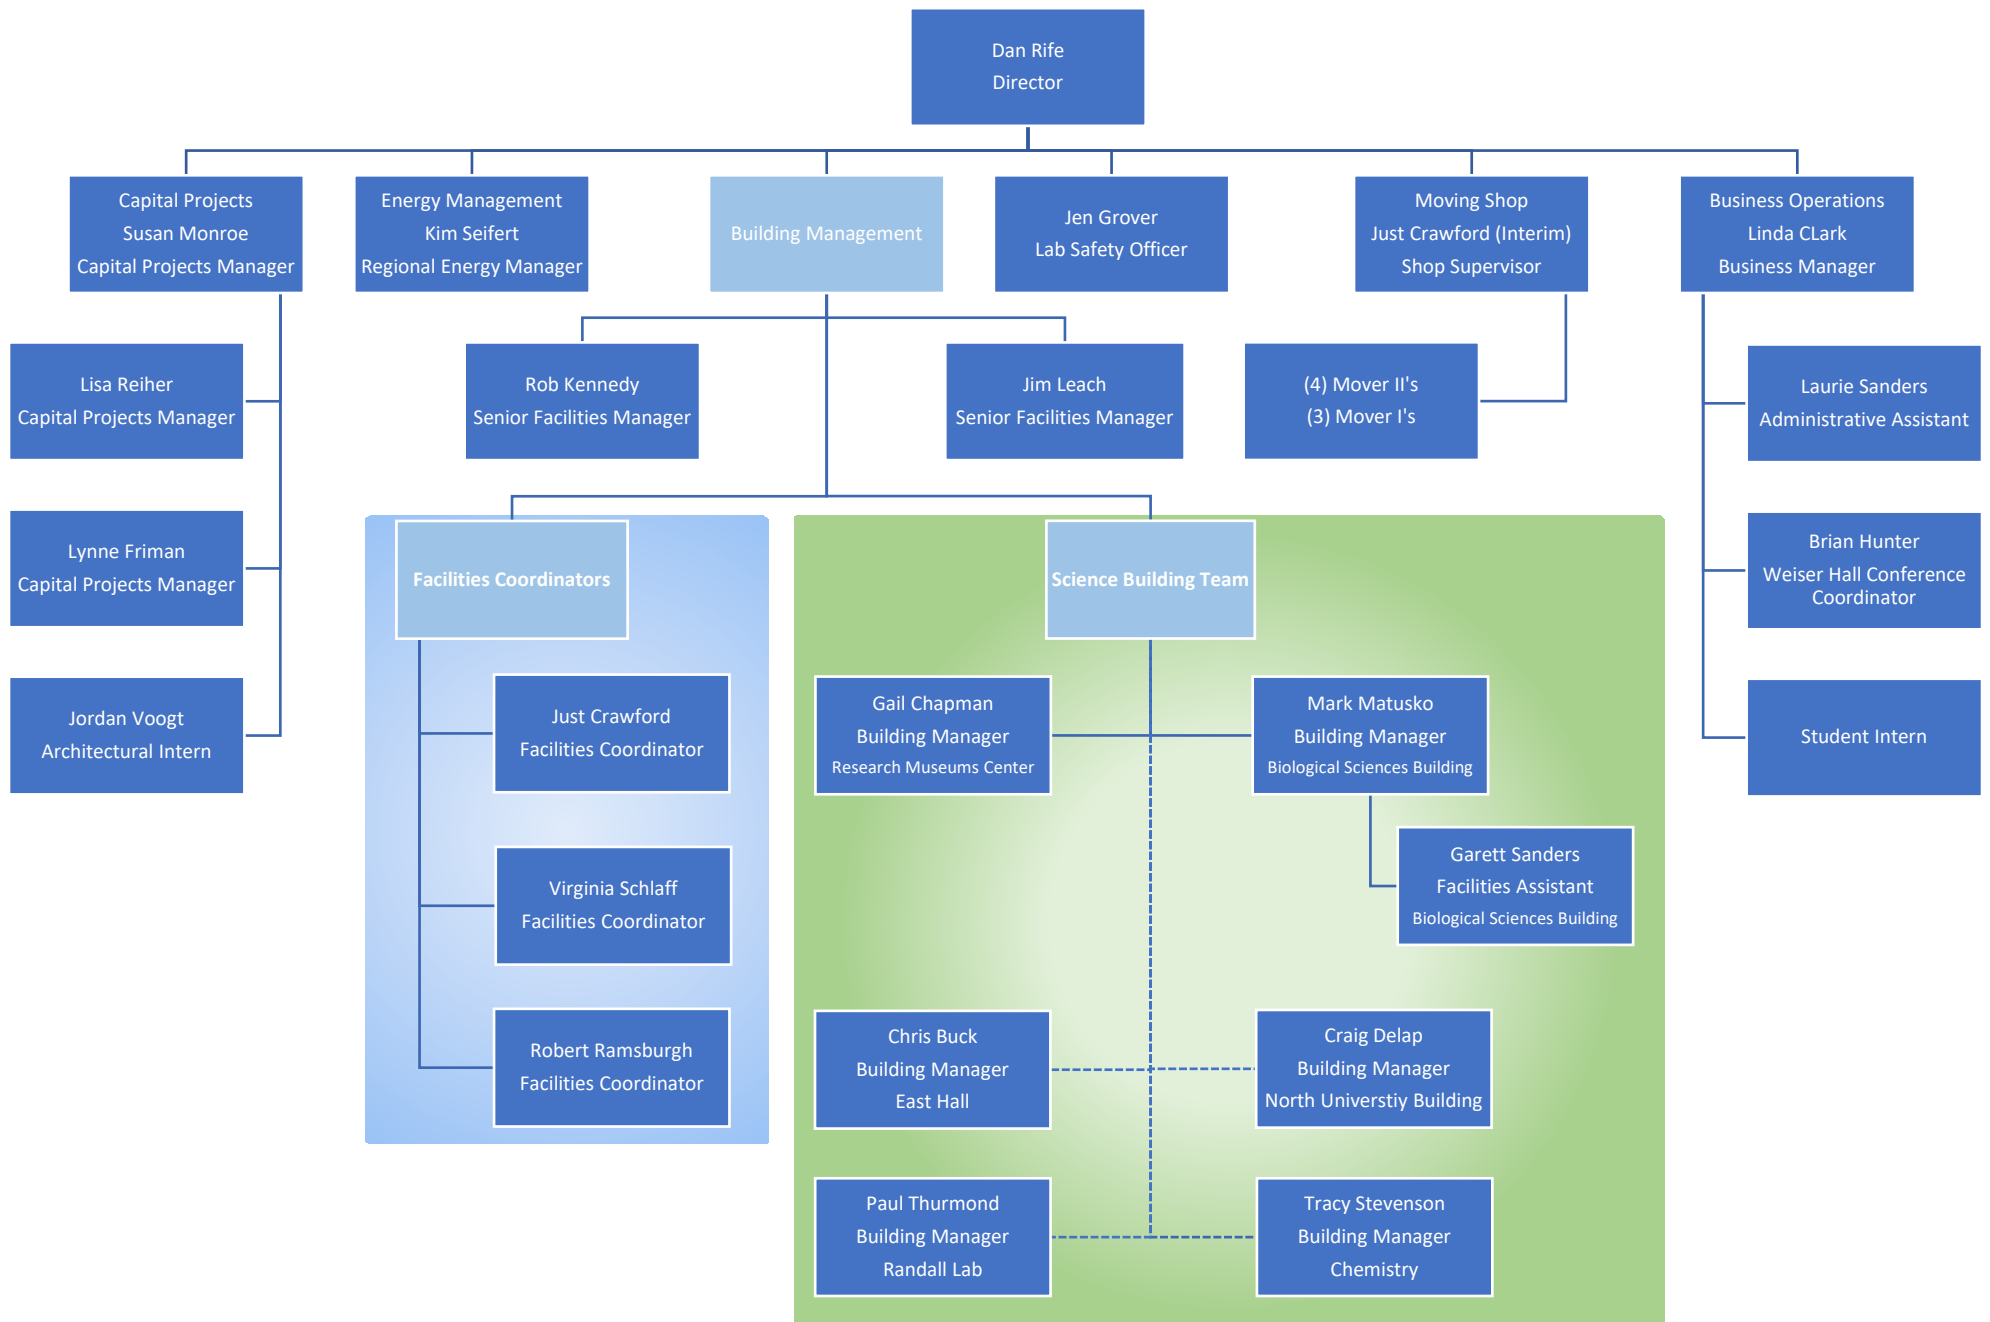 Dan Rife
Director
Capital Projects
Susan Monroe
Capital Projects Manager
Energy Management
Kim Seifert
Regional Energy Manager
Building Management
Jen Grover
Lab Safety Officer
Moving Shop
Just Crawford (Interim)
Shop Supervisor
Business Operations
Linda CLark
Business Manager
Lisa Reiher
Capital Projects Manager
Rob Kennedy
Senior Facilities Manager
Jim Leach
Senior Facilities Manager
(4) Mover II's
(3) Mover I's
Laurie Sanders
Administrative Assistant
Lynne Friman
Capital Projects Manager
Facilities Coordinators
Science Building Team
Brian Hunter
Weiser Hall Conference
Coordinator
Jordan Voogt
Architectural Intern
Just Crawford
Facilities Coordinator
Gail Chapman
Building Manager
Research Museums Center
Mark Matusko
Building Manager
Biological Sciences Building
Student Intern
Virginia Schlaff
Facilities Coordinator
Garett Sanders
Facilities Assistant
Biological Sciences Building
Robert Ramsburgh
Facilities Coordinator
Chris Buck
Building Manager
East Hall
Craig Delap
Building Manager
North Universtiy Building
Paul Thurmond
Building Manager
Randall Lab
Tracy Stevenson
Building Manager
Chemistry